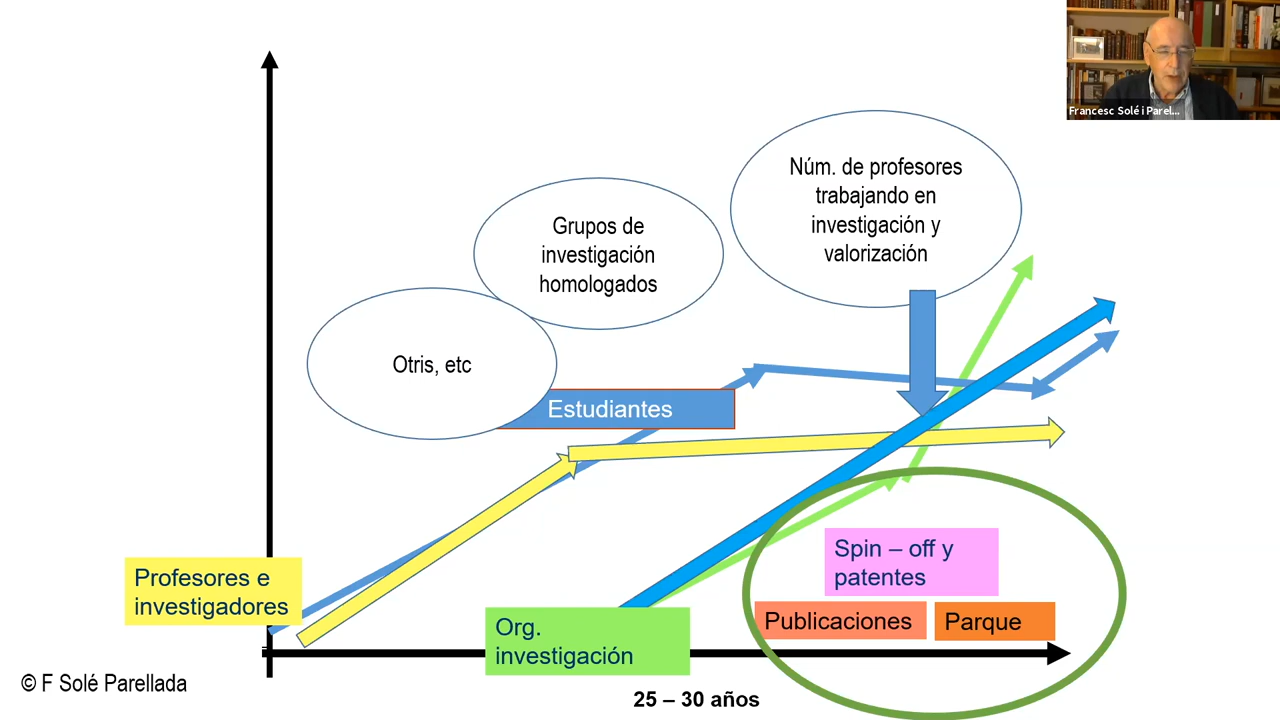 Francesc Solé i Parel...
Núm. de profesores
trabajando en
investigación y
valorización
Grupos de
investigación
homologados
Otris, etc
Estudiantes
Profesores e
investigadores
Spin – off y
patentes
Publicaciones
Parque
Org.
investigación
© F Solé Parellada
25 – 30 años